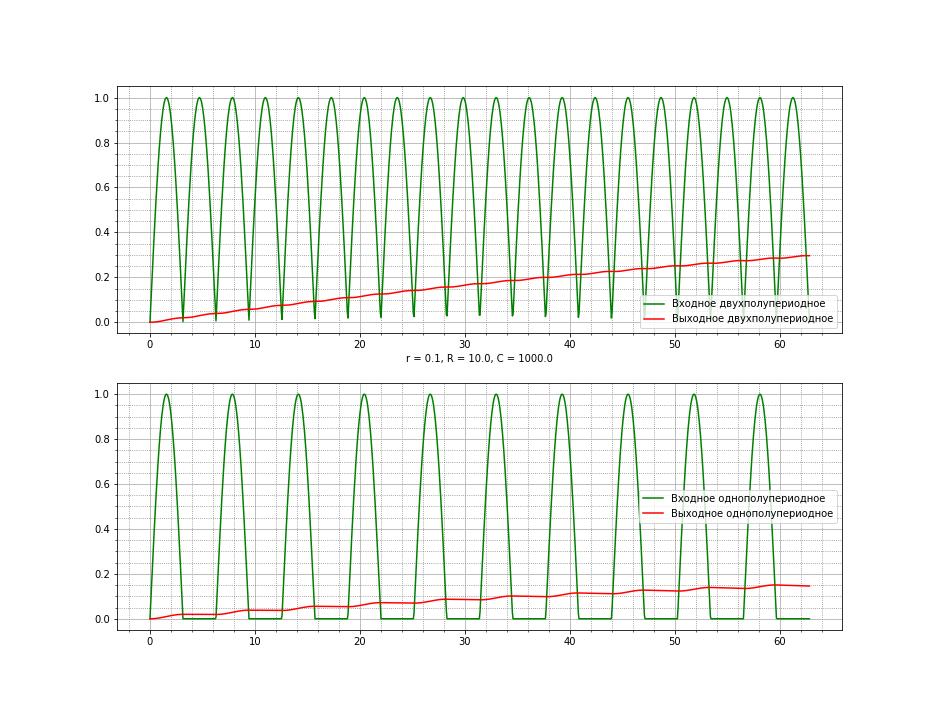 1.0
0.8
0.6
0.4
0.2
0.0
Входное двухполупериодное
Выходное двухполупериодное
0 10 20 30 40 50 60
r = 0.1, R = 10.0, C = 1000.0
1.0
0.8
0.6
0.4
0.2
0.0
Входное однополупериодное
Выходное однополупериодное
0 10 20 30 40 50 60